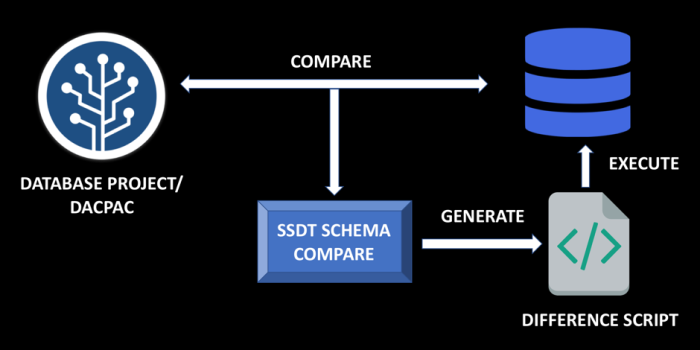 COMPARE
DATABASE PROJECT/
DACPAC
EXECUTE
SSDT SCHEMA
COMPARE
GENERATE
DIFFERENCE SCRIPT